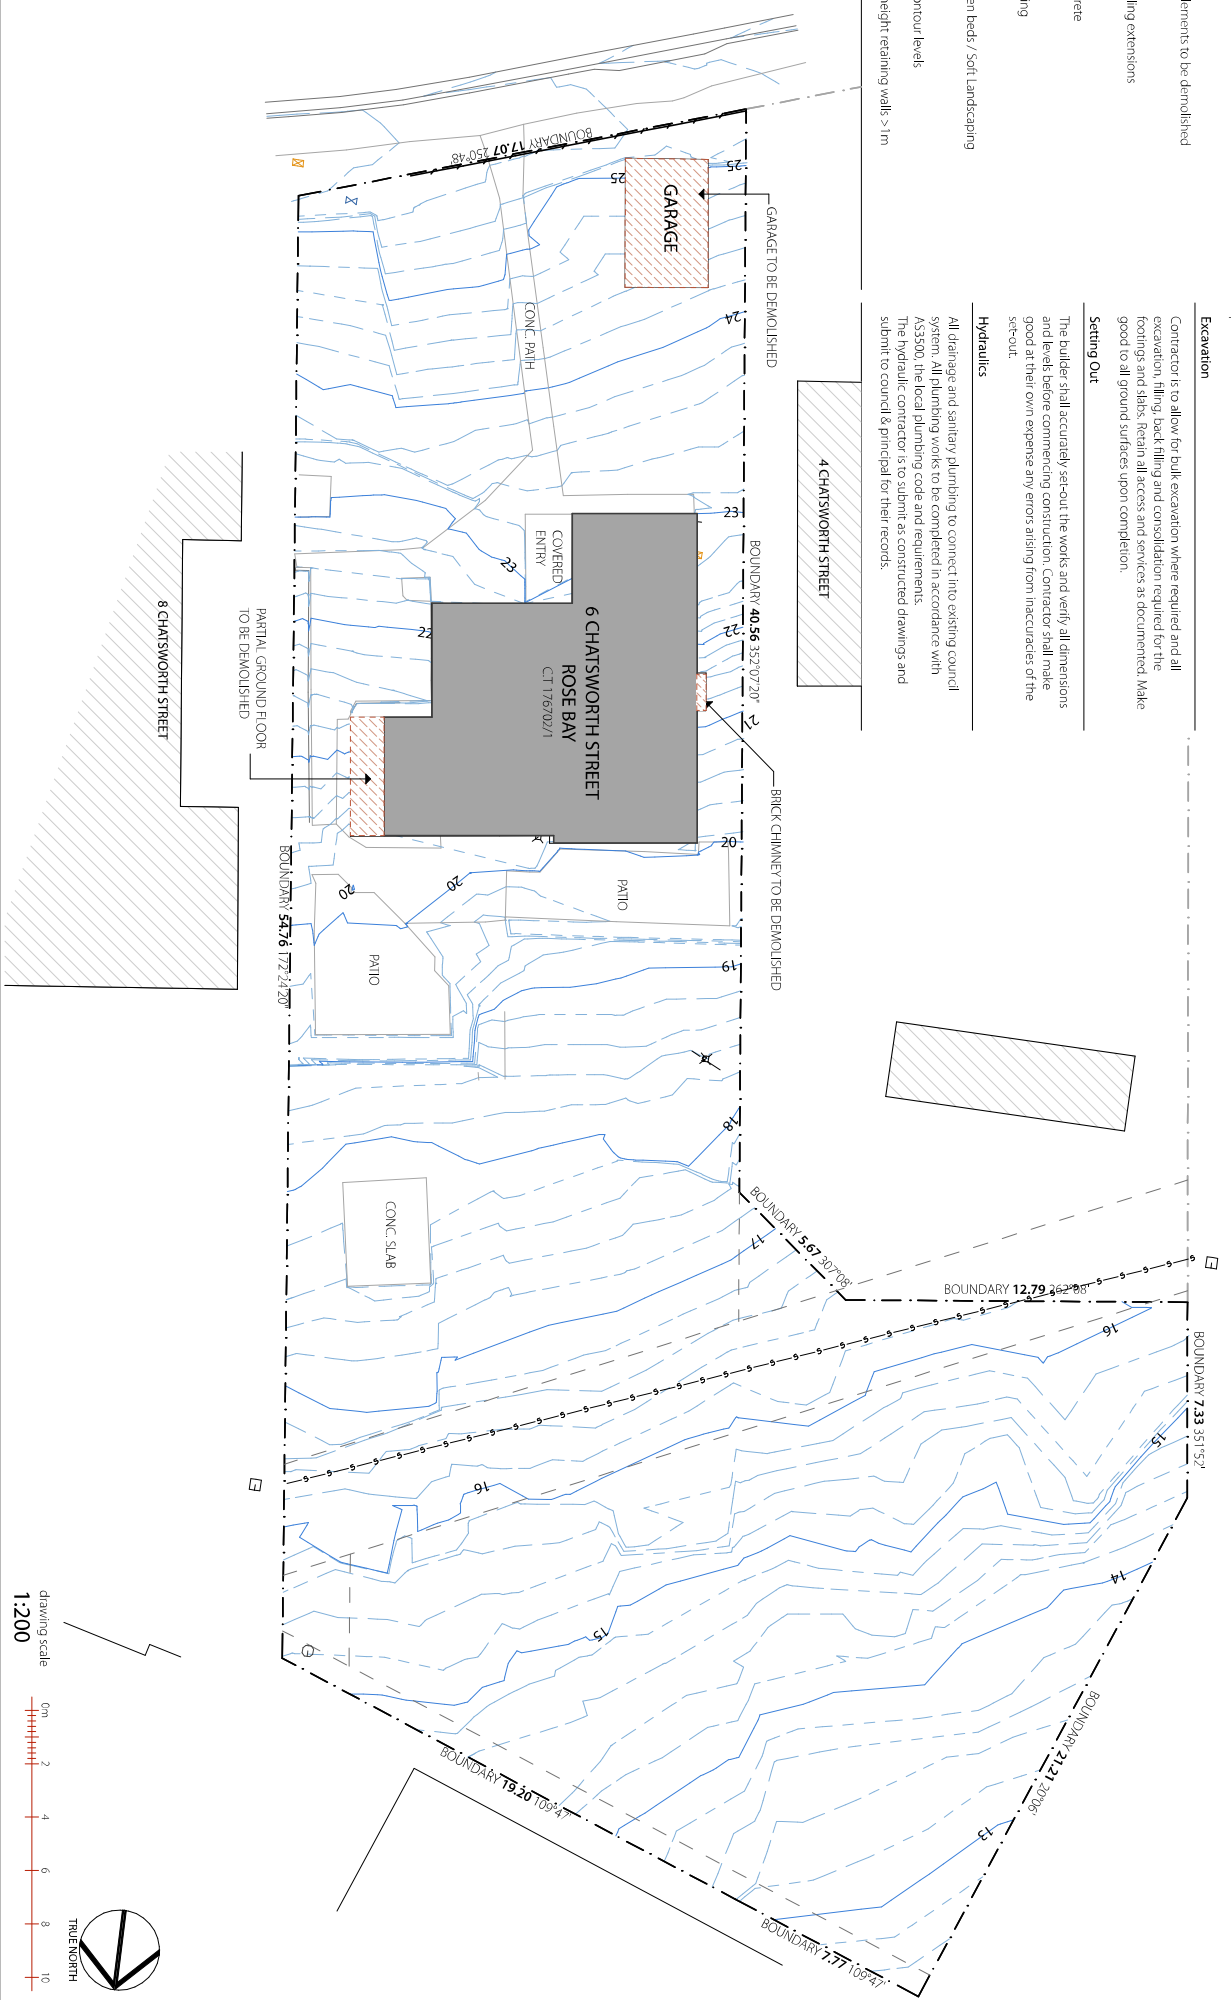 Excavation
Contractor is to allow for bulk excavation where required and all
excavation, filling, back filling and consolidation required for the
footings and slabs. Retain all access and services as documented. Make
good to all ground surfaces upon completion.
Setting Out
The builder shall accurately set-out the works and verify all dimensions
and levels before commencing construction. Contractor shall make
good at their own expense any errors arising from inaccuracies of the
set-out.
Hydraulics
All drainage and sanitary plumbing to connect into existing council
system. All plumbing works to be completed in accordance with
AS3500, the local plumbing code and requirements.
The hydraulic contractor is to submit as constructed drawings and
submit to council & principal for their records.
to be demolished
extensions
beds / Soft Landscaping
levels
retaining walls >1m
BOUNDARY 17.07 250°48'
25
25
GARAGE
GARAGE TO BE DEMOLISHED
24
CONC. PATH
4 CHATSWORTH STREET
23
23
COVERED
ENTRY
BOUNDARY 40.56 352°07'20"
22
22
21
6 CHATSWORTH STREET
ROSE BAY
C.T 176702/1
PARTIAL GROUND FLOOR
TO BE DEMOLISHED
8 CHATSWORTH STREET
BRICK CHIMNEY TO BE DEMOLISHED
20
20
20
PATIO
PATIO
BOUNDARY 54.76 172°24'20"
19
18
CONC. SLAB
17
BOUNDARY 5.67 307°08'
BOUNDARY 12.79 262°08'
BOUNDARY 7.33 351°52'
16
16
15
15
14
13
BOUNDARY 21.21 20°06'
BOUNDARY 19.20 109°47'
BOUNDARY 7.77 109°47'
S S S S S S S S S S S S S S S S S S S S
drawing scale
1:200
0m 2 4 6 8 10
TRUE NORTH